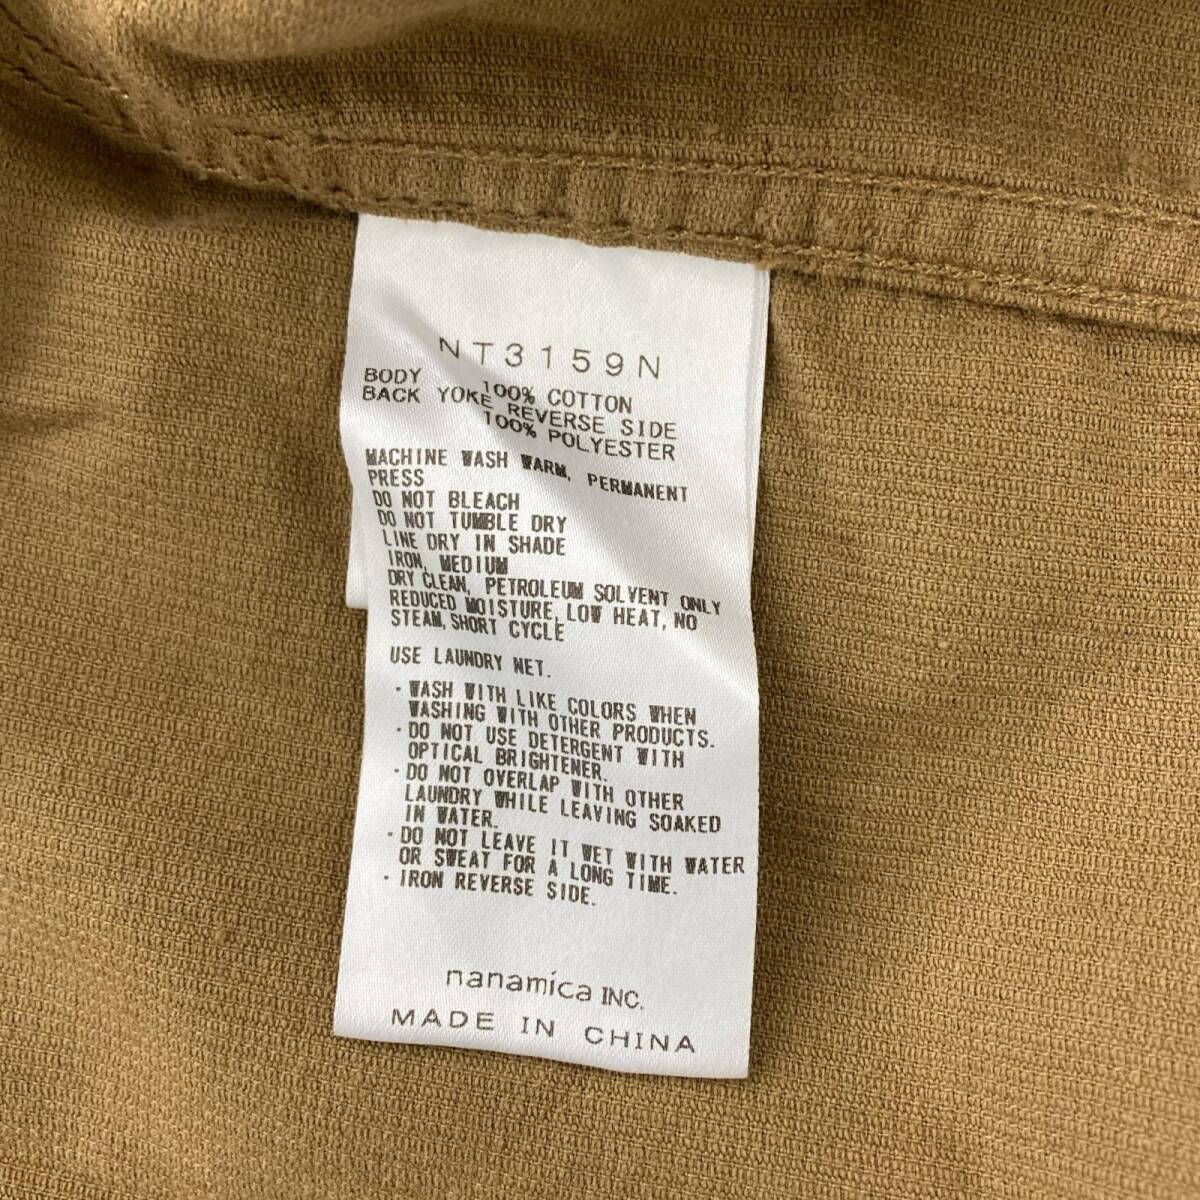 NT3159N
BODY 100% COTTON
BACK YOKE REVERSE SIDE
100% POLYESTER
MACHINE WASH WARM, PERMANENT
PRESS
DO NOT BLEACH
DO NOT TUMBLE DRY
LINE DRY IN SHADE
IRON, MEDIUM
DRY CLEAN, PETROLEUM SOLVENT ONLY
REDUCED MOISTURE, LOW HEAT, NO
STEAM, SHORT CYCLE
USE LAUNDRY NET.
・WASH WITH LIKE COLORS WHEN
WASHING WITH OTHER PRODUCTS.
・DO NOT USE DETERGENT WITH
OPTICAL BRIGHTENER.
・DO NOT OVERLAP WITH OTHER
LAUNDRY WHILE LEAVING SOAKED
IN WATER.
・DO NOT LEAVE IT WET WITH WATER
OR SWEAT FOR A LONG TIME.
・IRON REVERSE SIDE.
nanamica INC.
MADE IN CHINA